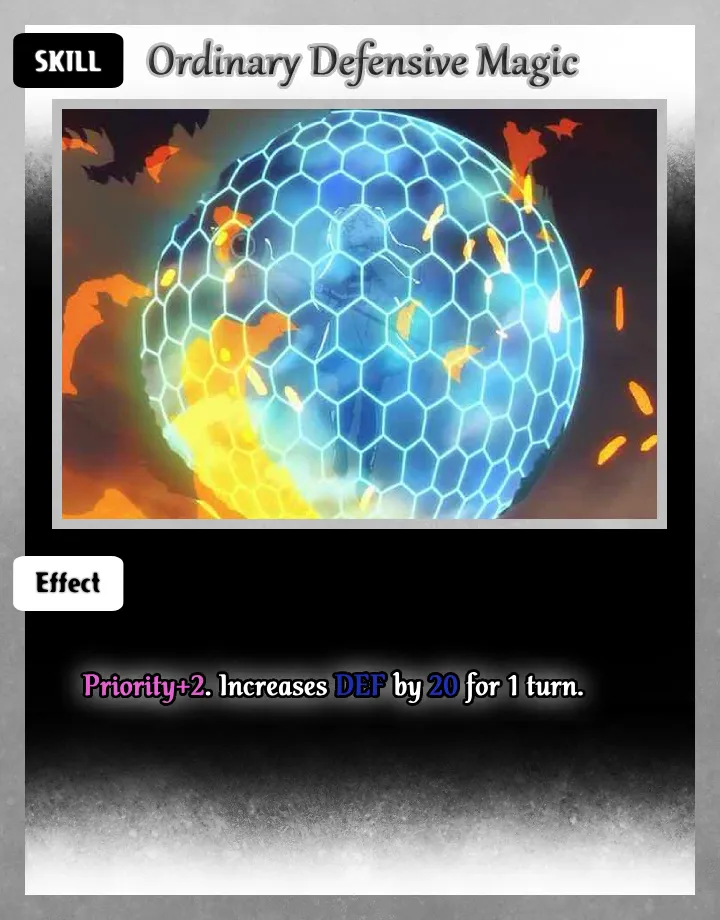 SKILL
Ordinary Defensive Magic
Effect
Priority+2. Increases DEF by 20 for 1 turn.